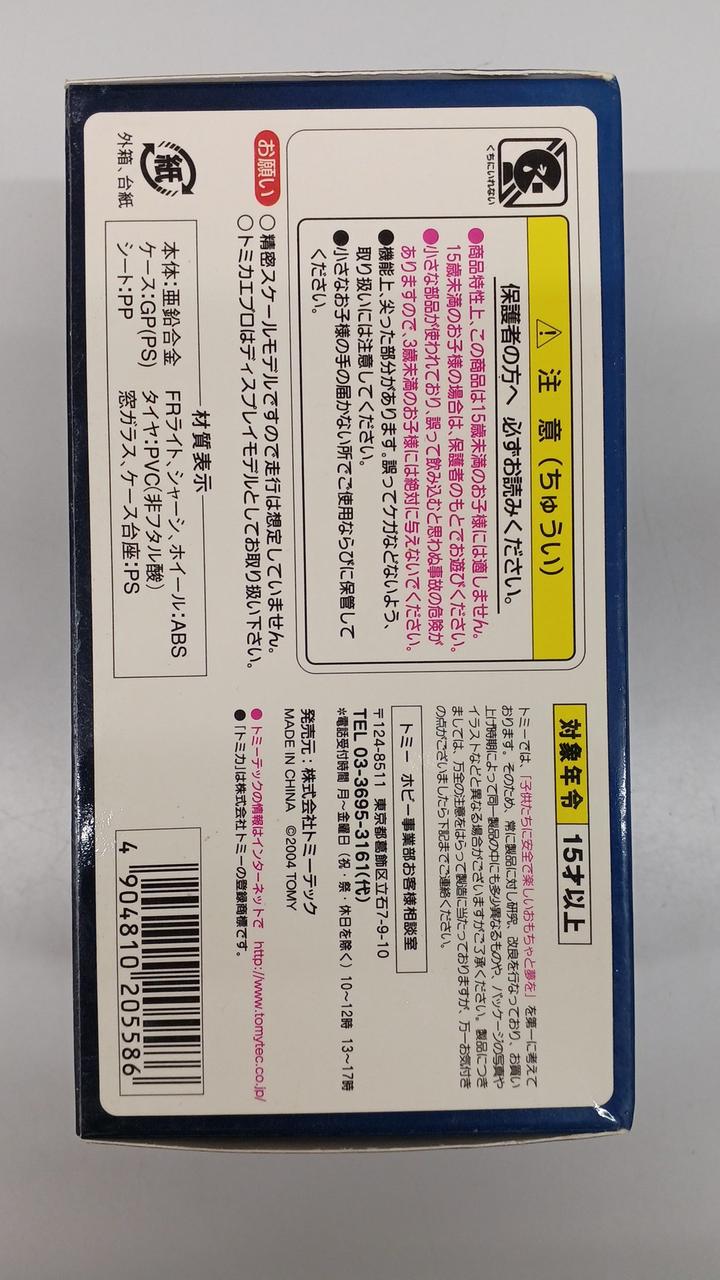 くちにいれない
注意(ちゅうい)
保護者の方へ 必ずお読みください。
●商品特性上、この商品は15歳未満のお子様には適しません。
15歳未満のお子様の場合は、保護者のもとでお遊びください。
●小さな部品が使われており、誤って飲み込むと思わぬ事故の危険が
ありますので、3歳未満のお子様には絶対に与えないでください。
●機能上、尖った部分があります。誤ってケガなどないよう、
取り扱いには注意してください。
●小さなお子様の手の届かない所でご使用ならびに保管して
ください。
お願い
○精密スケールモデルですので走行は想定していません。
○トミカエブロはディスプレイモデルとしてお取り扱い下さい。
紙
外箱、台紙
材質表示
本体:亜鉛合金
ケース:GP(PS)
シート:PP
FRライト、シャーシ、ホイール:ABS
タイヤ:PVC(非フタル酸)
窓ガラス、ケース台座:PS
対象年令 15才以上
トミーでは、「子供たちに安全で楽しいおもちゃと夢を」を第一に考えて
おります。そのため、常に製品に対し研究、改良を行なっており、お買い
上げ時期によって同一製品の中にも多少異なるものや、パッケージの写真や
イラストなどと異なる場合がございますがご了承ください。製品につき
ましては、万全の注意をはらって製造に当たっておりますが、万一お気付き
の点がございましたら下記までご連絡ください。
トミー ホビー事業部お客様相談室
〒124-8511 東京都葛飾区立石7-9-10
TEL 03-3695-3161(代)
*電話受付時間 月~金曜日(祝・祭・休日を除く) 10~12時 13~17時
発売元:株式会社トミーテック
MADE IN CHINA ©2004 TOMY
●トミーテックの情報はインターネットで http://www.tomytec.co.jp/
●「トミカ」は株式会社トミーの登録商標です。
4 904810 205586